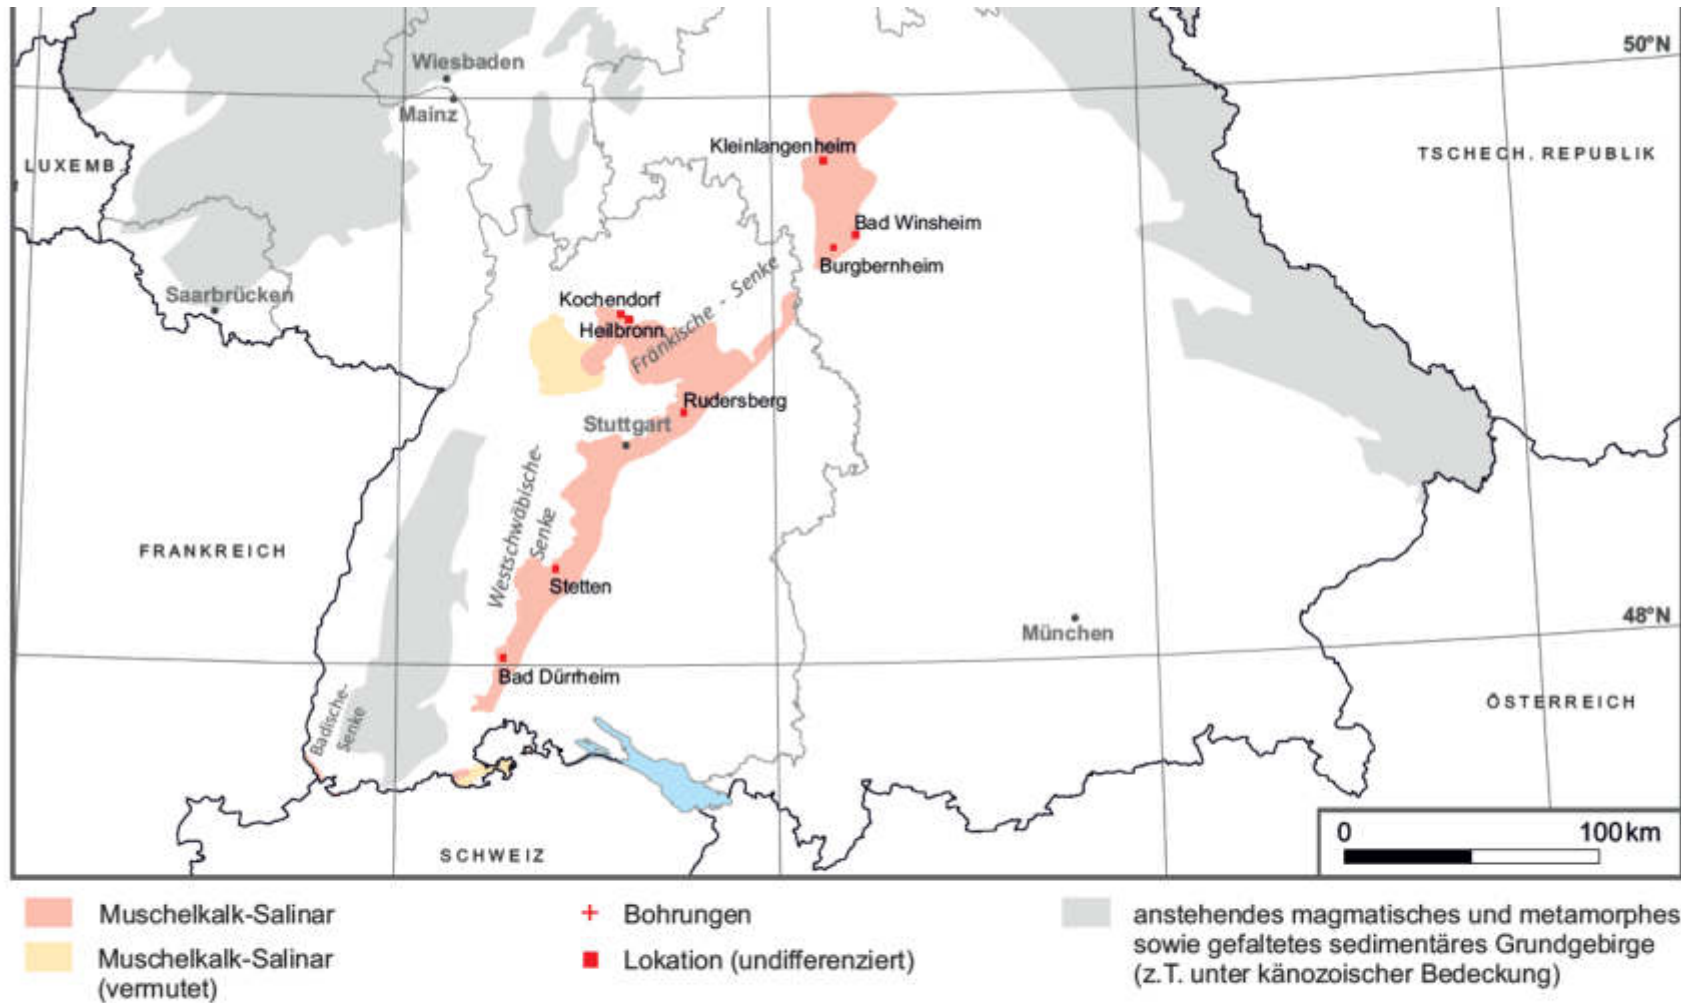 50°N
Wiesbaden
Mainz
Kleinlangenheim
TSCHECH. REPUBLIK
LUXEMB.
Bad Winsheim
Burgbernheim
Saarbrücken
Kochendorf
Heilbronn
Fränkische - Senke
Rudersberg
Stuttgart
Westschwäbische-
Senke
FRANKREICH
Stetten
48°N
München
Bad Dürrheim
ÖSTERREICH
Badische-
Senke
0 100 km
SCHWEIZ
Muschelkalk-Salinar
Muschelkalk-Salinar
(vermutet)
Bohrungen
Lokation (undifferenziert)
anstehendes magmatisches und metamorphes
sowie gefaltetes sedimentäres Grundgebirge
(z.T. unter känozoischer Bedeckung)